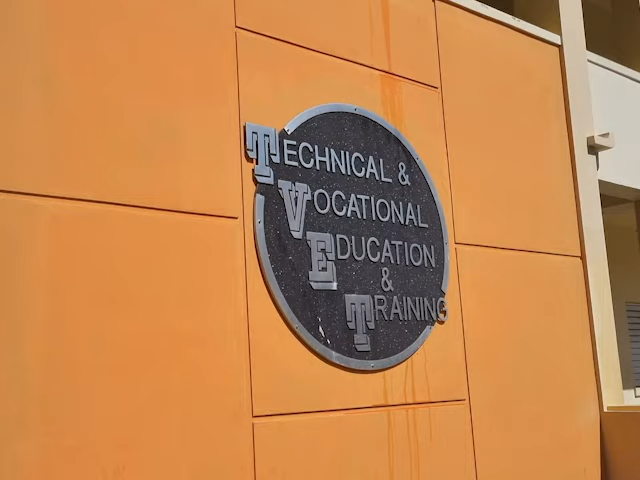 TECHNICAL &
VOCATIONAL
EDUCATION
&
TRAINING